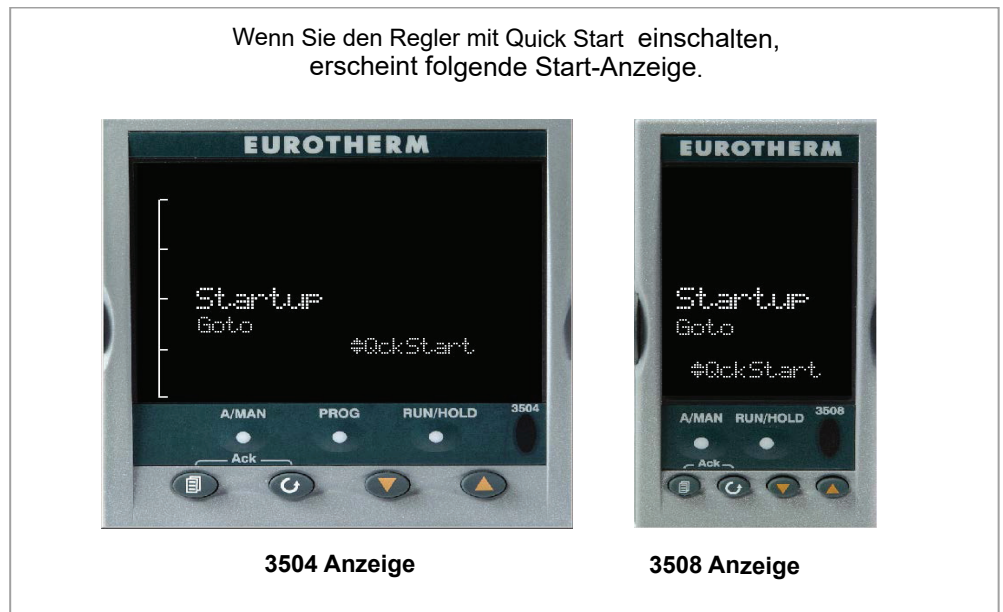 Wenn Sie den Regler mit Quick Start einschalten,
erscheint folgende Start-Anzeige.
EUROTHERM
Startup
Goto
QckStart
A/MAN PROG RUN/HOLD 3504
Ack
3504 Anzeige
EUROTHERM
Startup
Goto
QckStart
A/MAN RUN/HOLD 3508
Ack
3508 Anzeige